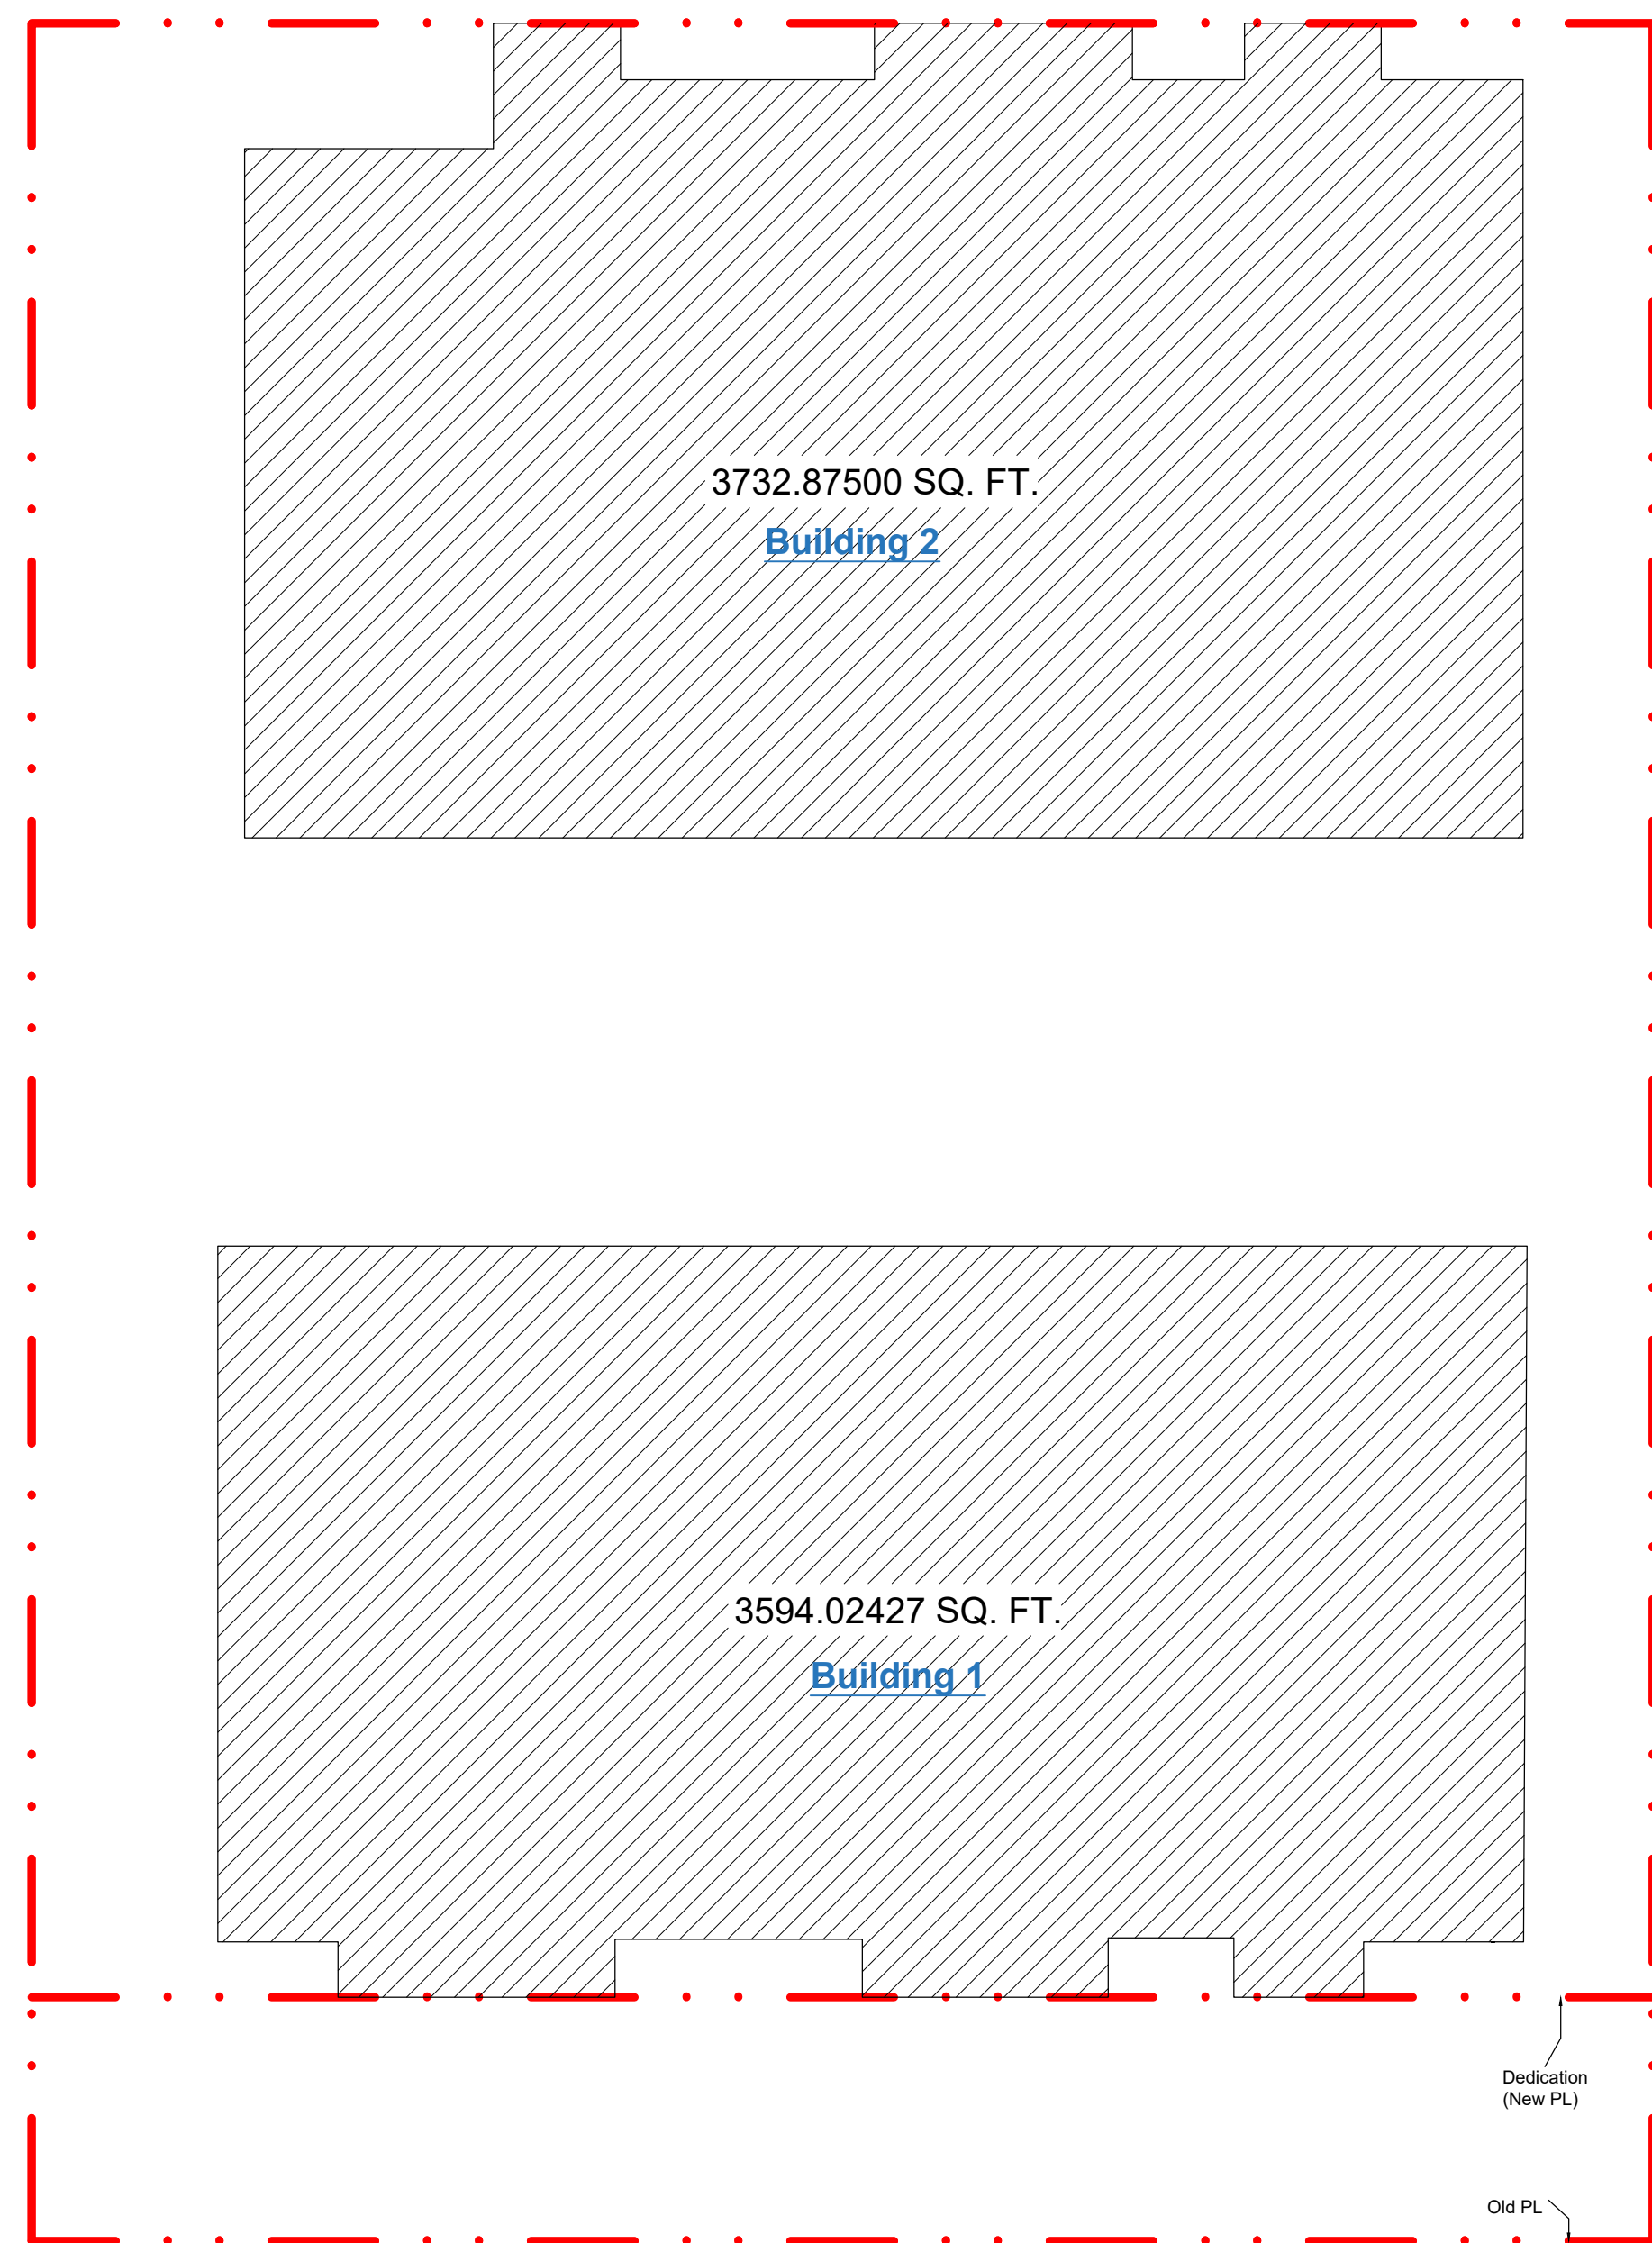 3732.87500 SQ. FT.
Building 2
3594.02427 SQ. FT.
Building 1
Dedication
(New PL)
Old PL